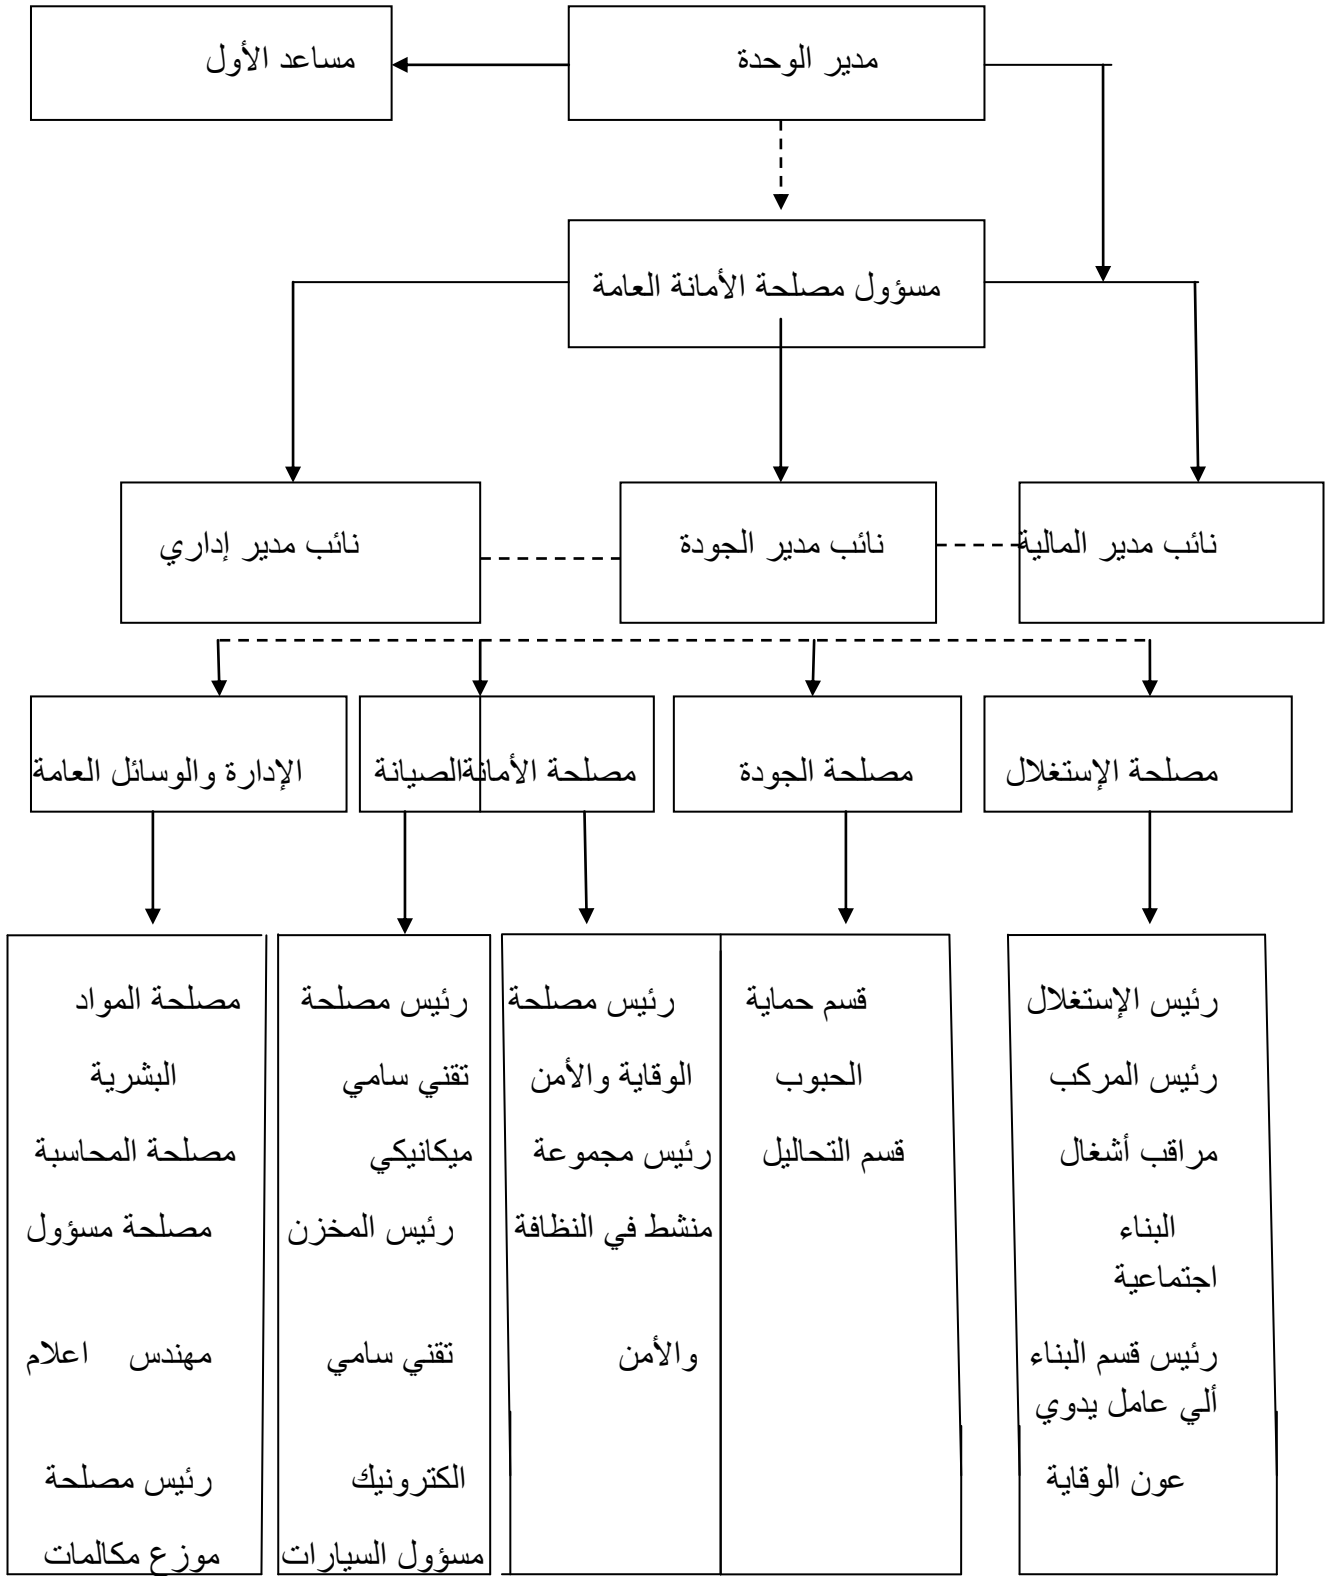 مدير الوحدة
مساعد الأول
مسؤول مصلحة الأمانة العامة
نائب مدير المالية
نائب مدير الجودة
نائب مدير إداري
مصلحة الإستغلال
مصلحة الجودة
مصلحة الأمانة
الصيانة
الإدارة والوسائل العامة
رئيس الإستغلال
رئيس المركب
مراقب أشغال
البناء
اجتماعية
رئيس قسم البناء
ألي عامل يدوي
عون الوقاية
قسم حماية
الحبوب
قسم التحاليل
رئيس مصلحة
الوقاية والأمن
رئيس مجموعة
منشط في النظافة
والأمن
رئيس مصلحة
تقني سامي
ميكانيكي
رئيس المخزن
تقني سامي
الكترونيك
مسؤول السيارات
مصلحة المواد
البشرية
مصلحة المحاسبة
مصلحة مسؤول
مهندس اعلام
رئيس مصلحة
موزع مكالمات